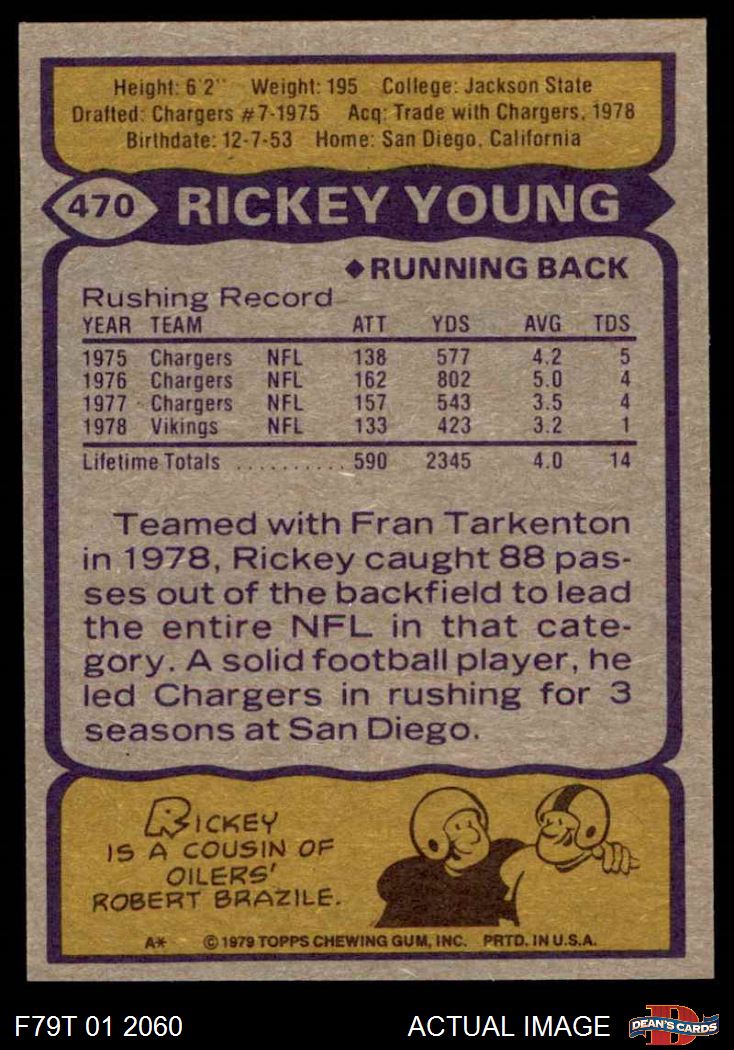 Height: 6'2" Weight: 195 College: Jackson State
Drafted: Chargers #7-1975 Acq: Trade with Chargers, 1978
Birthdate: 12-7-53 Home: San Diego, California
470 RICKEY YOUNG
◆RUNNING BACK
Rushing Record
YEAR TEAM ATT YDS AVG TDS
1975 Chargers NFL 138 577 4.2 5
1976 Chargers NFL 162 802 5.0 4
1977 Chargers NFL 157 543 3.5 4
1978 Vikings NFL 133 423 3.2 1
Lifetime Totals .......... 590 2345 4.0 14
Teamed with Fran Tarkenton
in 1978, Rickey caught 88 pas-
ses out of the backfield to lead
the entire NFL in that cate-
gory. A solid football player, he
led Chargers in rushing for 3
seasons at San Diego.
RICKEY
IS A COUSIN OF
OILERS'
ROBERT BRAZILE.
A* © 1979 TOPPS CHEWING GUM, INC. PRTD. IN U.S.A.
F79T 01 2060 ACTUAL IMAGE D DEAN'S CARDS